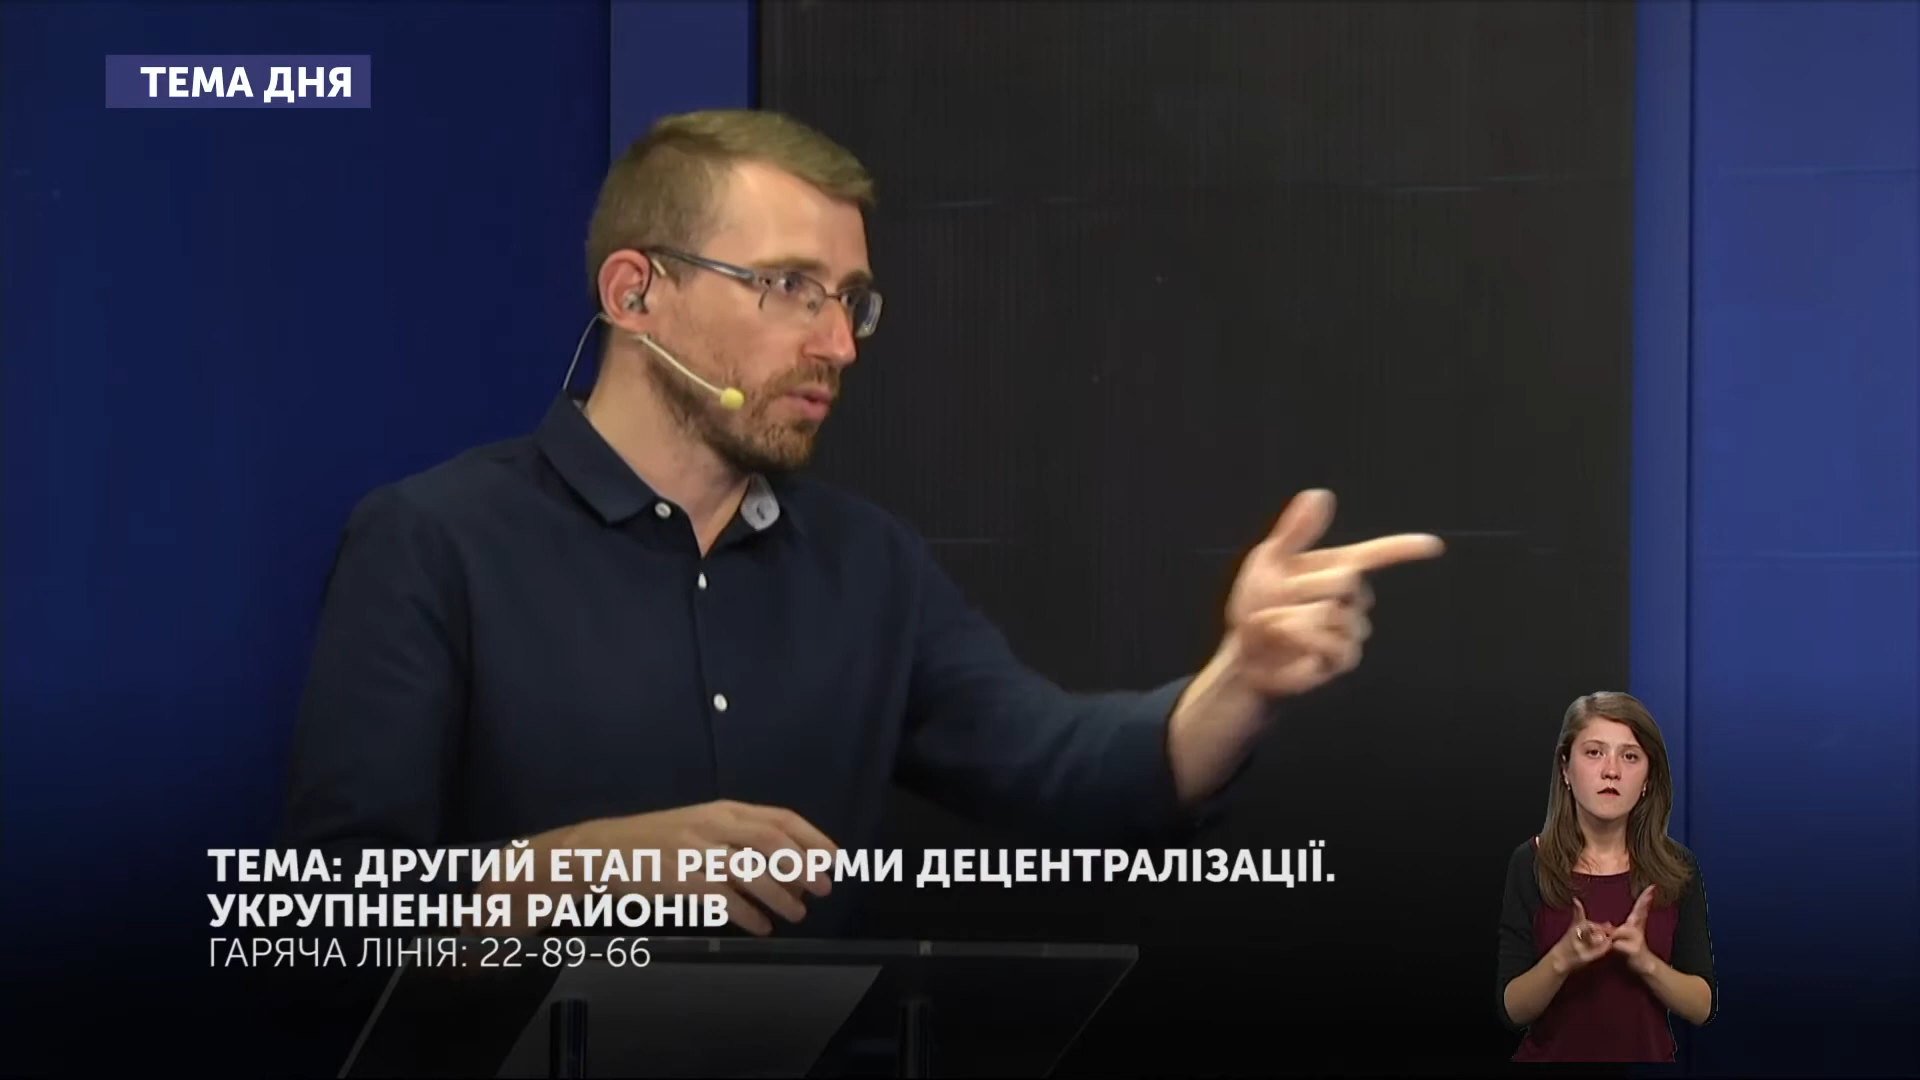 ТЕМА ДНЯ
ТЕМА: ДРУГИЙ ЕТАП РЕФОРМИ ДЕЦЕНТРАЛІЗАЦІЇ.
УКРУПНЕННЯ РАЙОНІВ
ГАРЯЧА ЛІНІЯ: 22-89-66